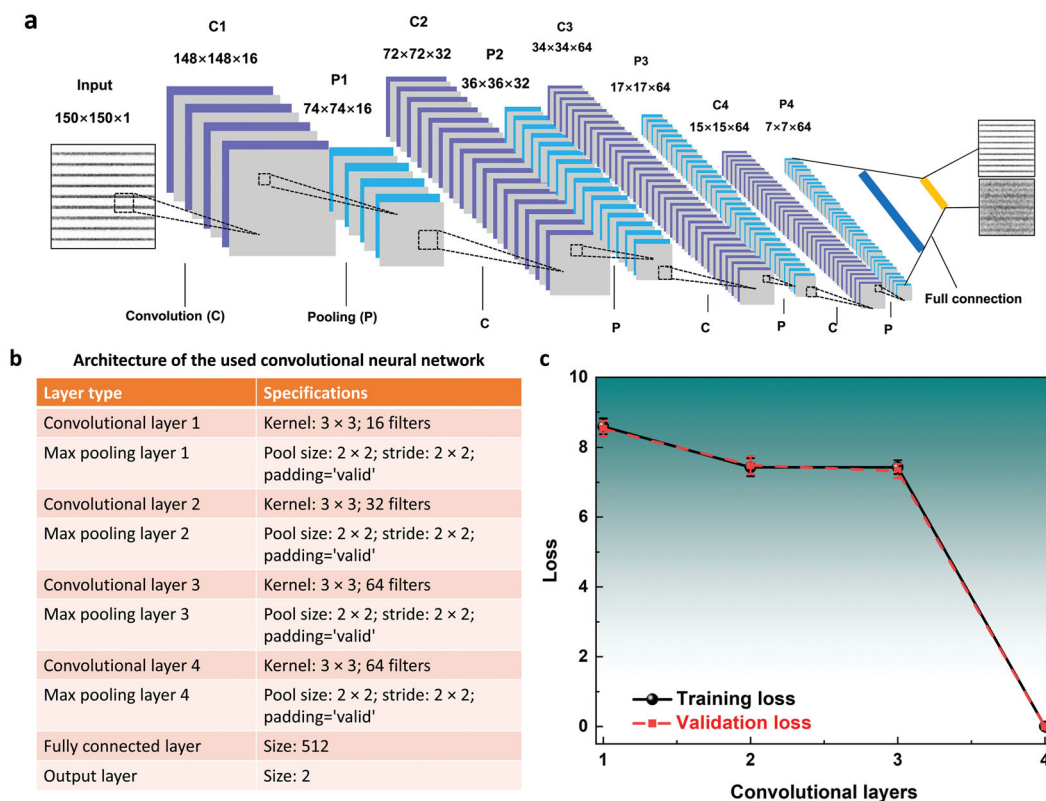 a
Input
150×150×1
C1
148×148×16
P1
74×74×16
C2
72×72×32
P2
36×36×32
C3
34×34×64
P3
17×17×64
C4
15×15×64
P4
7×7×64
Convolution (C)
Pooling (P)
C
P
C
P
C
P
Full connection
b
Architecture of the used convolutional neural network
Layer type Specifications
Convolutional layer 1 Kernel: 3 × 3; 16 filters
Max pooling layer 1 Pool size: 2 × 2; stride: 2 × 2;
padding='valid'
Convolutional layer 2 Kernel: 3 × 3; 32 filters
Max pooling layer 2 Pool size: 2 × 2; stride: 2 × 2;
padding='valid'
Convolutional layer 3 Kernel: 3 × 3; 64 filters
Max pooling layer 3 Pool size: 2 × 2; stride: 2 × 2;
padding='valid'
Convolutional layer 4 Kernel: 3 × 3; 64 filters
Max pooling layer 4 Pool size: 2 × 2; stride: 2 × 2;
padding='valid'
Fully connected layer Size: 512
Output layer Size: 2
c
10
8
6
4
2
0
Loss
Training loss
Validation loss
1 2 3 4
Convolutional layers